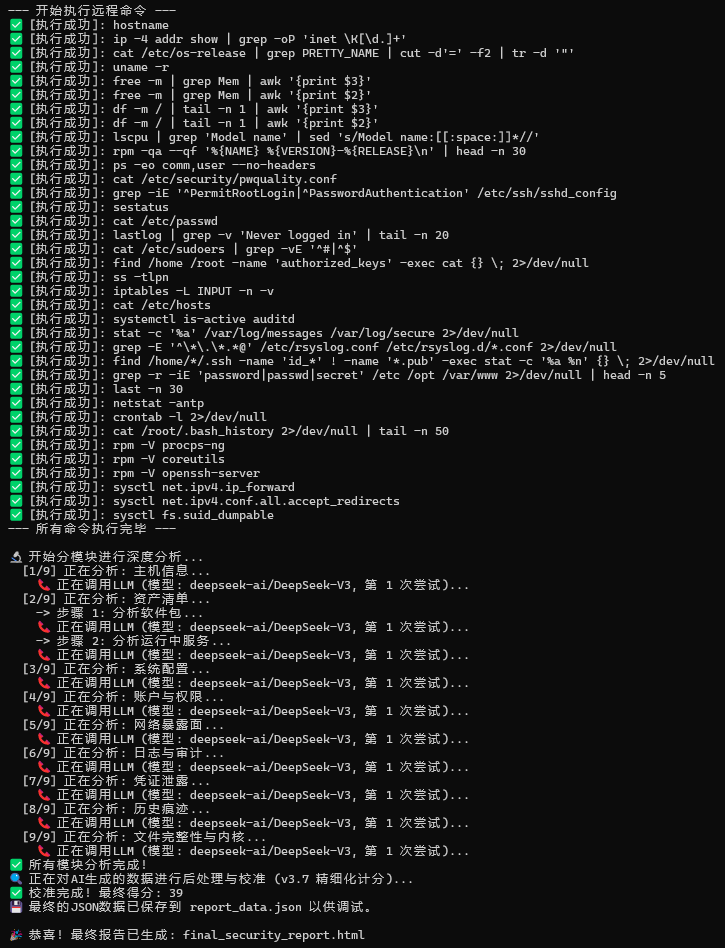 --- 开始执行远程命令 ---
✅ [执行成功]: hostname
✅ [执行成功]: ip -4 addr show | grep -oP 'inet \K[\d.]+'
✅ [执行成功]: cat /etc/os-release | grep PRETTY_NAME | cut -d'=' -f2 | tr -d '"'
✅ [执行成功]: uname -r
✅ [执行成功]: free -m | grep Mem | awk '{print $3}'
✅ [执行成功]: free -m | grep Mem | awk '{print $2}'
✅ [执行成功]: df -m / | tail -n 1 | awk '{print $3}'
✅ [执行成功]: df -m / | tail -n 1 | awk '{print $2}'
✅ [执行成功]: lscpu | grep 'Model name' | sed 's/Model name:[[:space:]]*//'
✅ [执行成功]: rpm -qa --qf '%{NAME} %{VERSION}-%{RELEASE}\n' | head -n 30
✅ [执行成功]: ps -eo comm,user --no-headers
✅ [执行成功]: cat /etc/security/pwquality.conf
✅ [执行成功]: grep -iE '^PermitRootLogin|^PasswordAuthentication' /etc/ssh/sshd_config
✅ [执行成功]: sestatus
✅ [执行成功]: cat /etc/passwd
✅ [执行成功]: lastlog | grep -v 'Never logged in' | tail -n 20
✅ [执行成功]: cat /etc/sudoers | grep -vE '^#|^$'
✅ [执行成功]: find /home /root -name 'authorized_keys' -exec cat {} \; 2>/dev/null
✅ [执行成功]: ss -tlpn
✅ [执行成功]: iptables -L INPUT -n -v
✅ [执行成功]: cat /etc/hosts
✅ [执行成功]: systemctl is-active auditd
✅ [执行成功]: stat -c '%a' /var/log/messages /var/log/secure 2>/dev/null
✅ [执行成功]: grep -E '^\*\.\*.*@' /etc/rsyslog.conf /etc/rsyslog.d/*.conf 2>/dev/null
✅ [执行成功]: find /home/*/.ssh -name 'id_*' ! -name '*.pub' -exec stat -c '%a %n' {} \; 2>/dev/null
✅ [执行成功]: grep -r -iE 'password|passwd|secret' /etc /opt /var/www 2>/dev/null | head -n 5
✅ [执行成功]: last -n 30
✅ [执行成功]: netstat -antp
✅ [执行成功]: crontab -l 2>/dev/null
✅ [执行成功]: cat /root/.bash_history 2>/dev/null | tail -n 50
✅ [执行成功]: rpm -V procps-ng
✅ [执行成功]: rpm -V coreutils
✅ [执行成功]: rpm -V openssh-server
✅ [执行成功]: sysctl net.ipv4.ip_forward
✅ [执行成功]: sysctl net.ipv4.conf.all.accept_redirects
✅ [执行成功]: sysctl fs.suid_dumpable
--- 所有命令执行完毕 ---
🔬 开始分模块进行深度分析...
[1/9] 正在分析: 主机信息...
📞 正在调用LLM (模型: deepseek-ai/DeepSeek-V3, 第 1 次尝试)...
[2/9] 正在分析: 资产清单...
-> 步骤 1: 分析软件包...
📞 正在调用LLM (模型: deepseek-ai/DeepSeek-V3, 第 1 次尝试)...
-> 步骤 2: 分析运行中服务...
📞 正在调用LLM (模型: deepseek-ai/DeepSeek-V3, 第 1 次尝试)...
[3/9] 正在分析: 系统配置...
📞 正在调用LLM (模型: deepseek-ai/DeepSeek-V3, 第 1 次尝试)...
[4/9] 正在分析: 账户与权限...
📞 正在调用LLM (模型: deepseek-ai/DeepSeek-V3, 第 1 次尝试)...
[5/9] 正在分析: 网络暴露面...
📞 正在调用LLM (模型: deepseek-ai/DeepSeek-V3, 第 1 次尝试)...
[6/9] 正在分析: 日志与审计...
📞 正在调用LLM (模型: deepseek-ai/DeepSeek-V3, 第 1 次尝试)...
[7/9] 正在分析: 凭证泄露...
📞 正在调用LLM (模型: deepseek-ai/DeepSeek-V3, 第 1 次尝试)...
[8/9] 正在分析: 历史痕迹...
📞 正在调用LLM (模型: deepseek-ai/DeepSeek-V3, 第 1 次尝试)...
[9/9] 正在分析: 文件完整性与内核...
📞 正在调用LLM (模型: deepseek-ai/DeepSeek-V3, 第 1 次尝试)...
✅ 所有模块分析完成!
🔍 正在对AI生成的数据进行后处理与校准 (v3.7 精细化计分)...
✅ 校准完成! 最终得分: 39
💾 最终的JSON数据已保存到 report_data.json 以供调试。
🎉 恭喜! 最终报告已生成: final_security_report.html